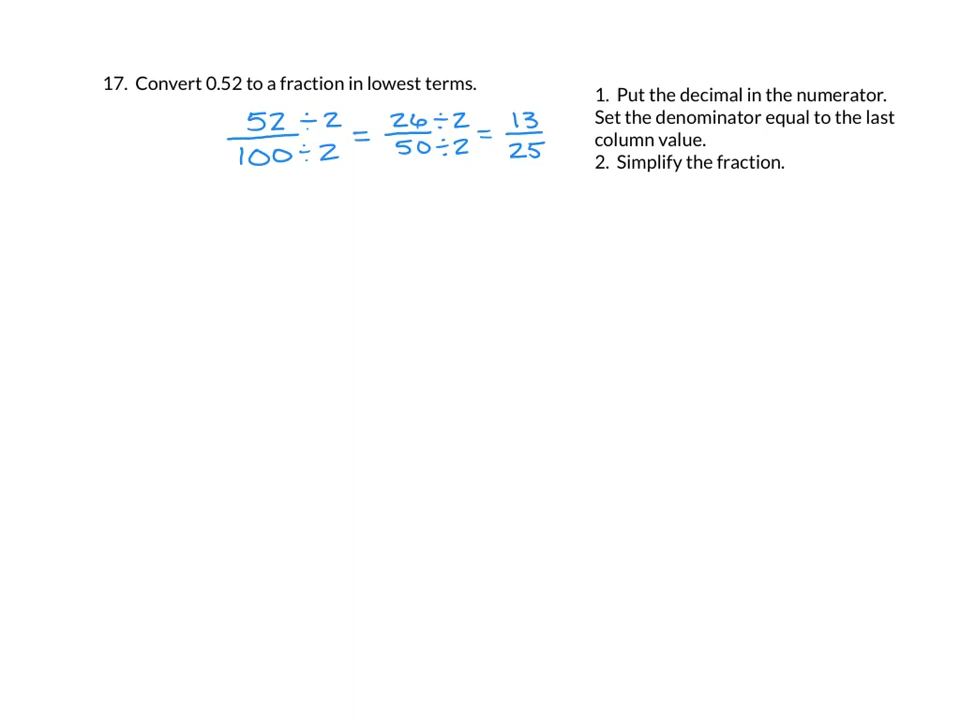 17. Convert 0.52 to a fraction in lowest terms.
52 ÷ 2 / 100 ÷ 2 = 26 ÷ 2 / 50 ÷ 2 = 13 / 25
1. Put the decimal in the numerator.
Set the denominator equal to the last
column value.
2. Simplify the fraction.